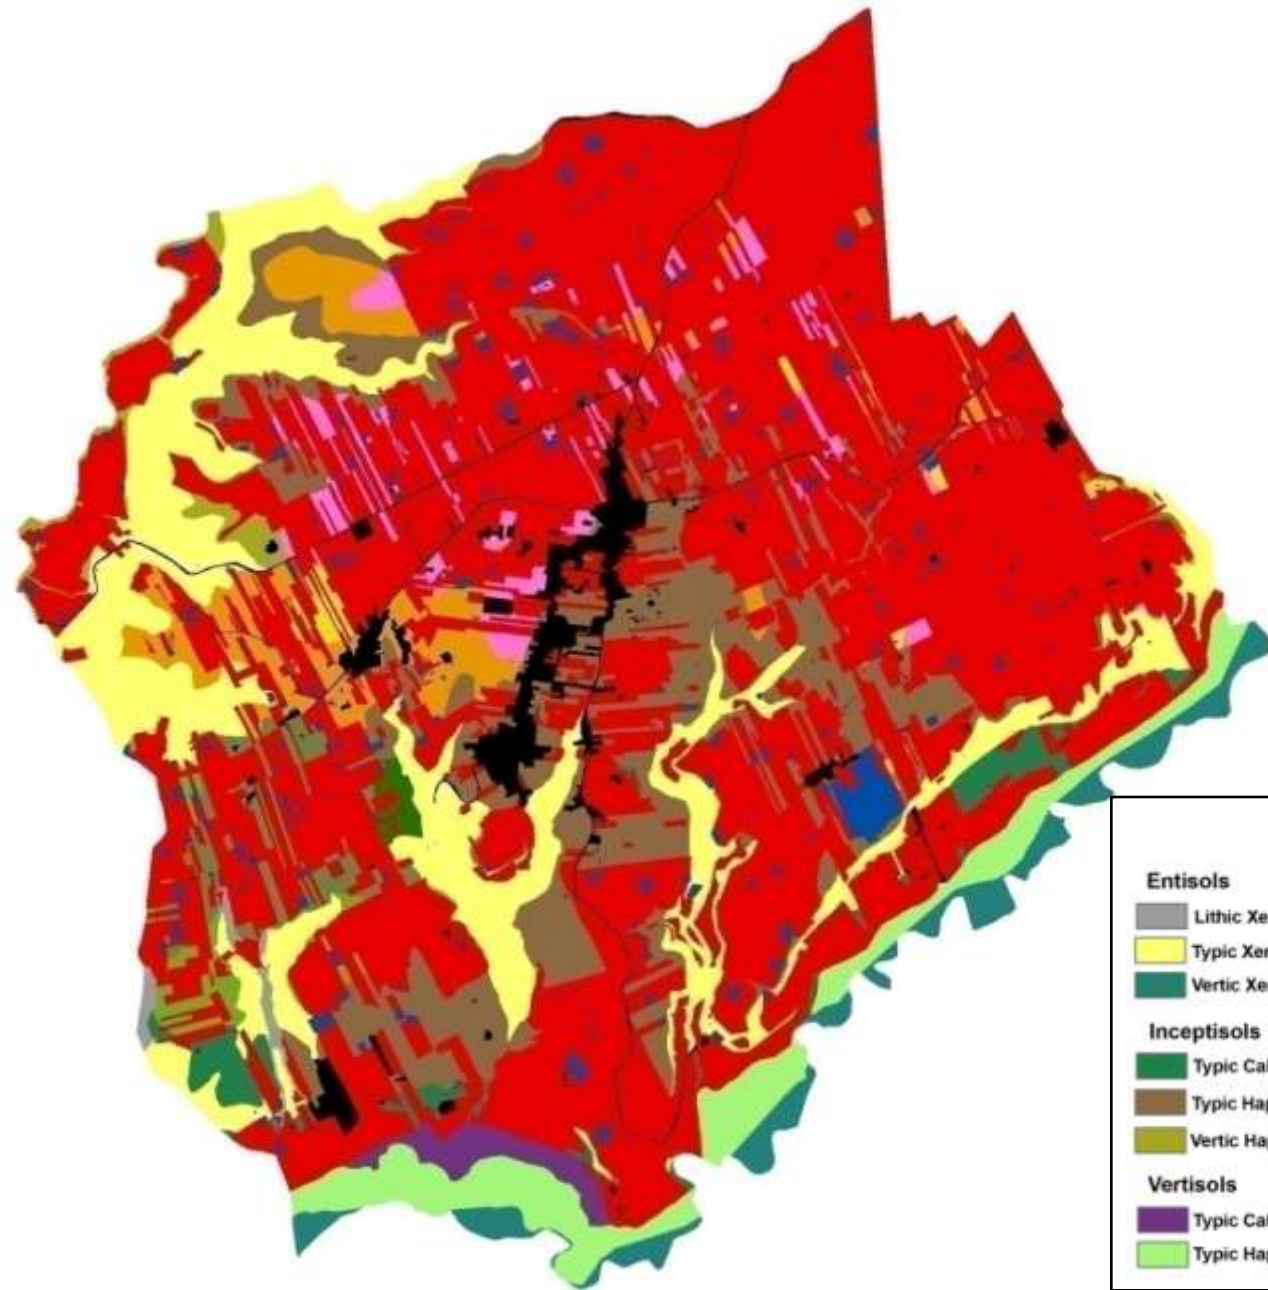 Entisols
Lithic Xe
Typic Xer
Vertic Xe
Inceptisols
Typic Cal
Typic Hap
Vertic Hap
Vertisols
Typic Cal
Typic Hap